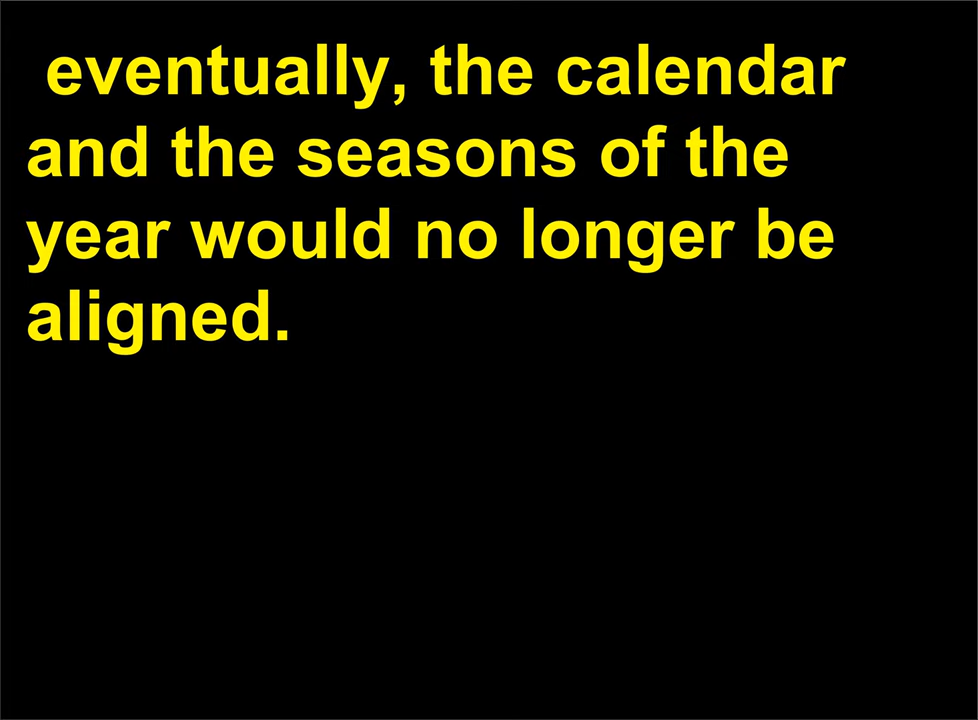 eventually, the calendar
and the seasons of the
year would no longer be
aligned.